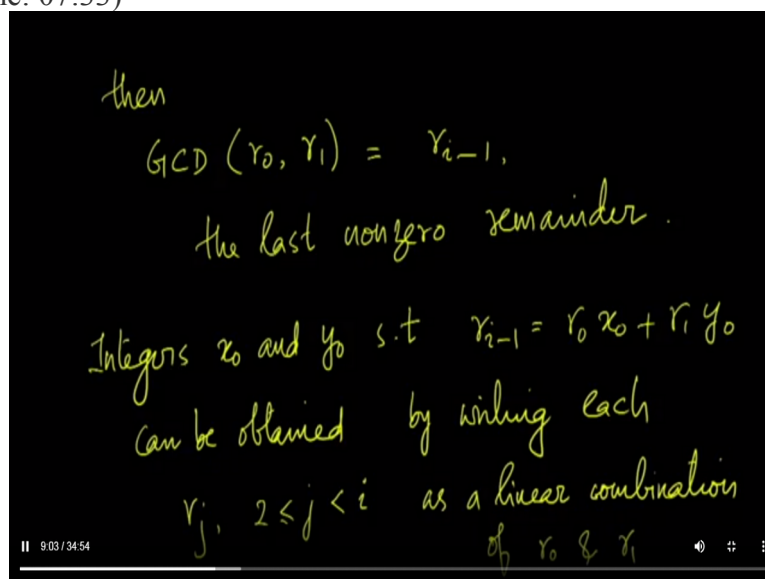 then
GCD (r₀, r₁) = rᵢ₋₁,
the last nonzero remainder.
Integers x₀ and y₀ s.t rᵢ₋₁ = r₀ x₀ + r₁ y₀
can be obtained by writing each
rⱼ, 2 ≤ j < i as a linear combination
of r₀ & r₁
9:03 / 34:54